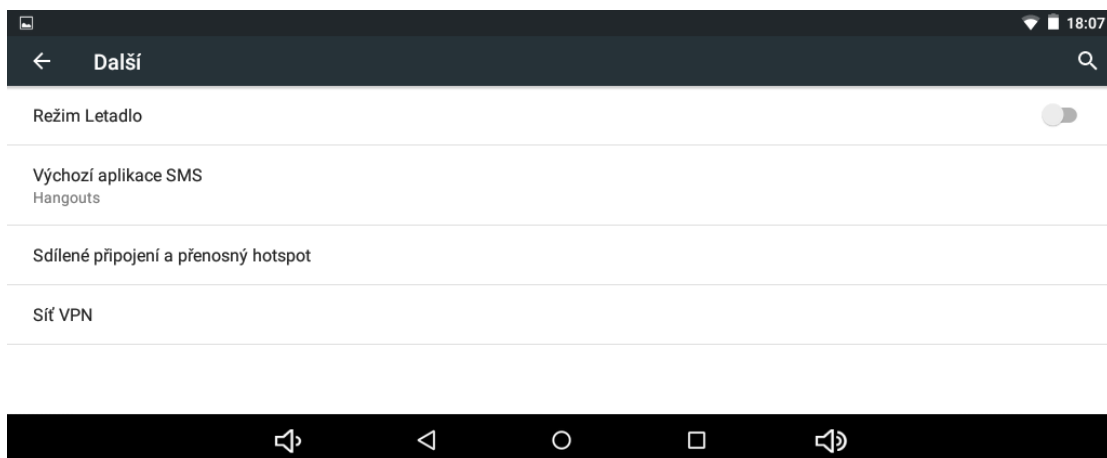 18:07
Další
Režim Letadlo
Výchozí aplikace SMS
Hangouts
Sdílené připojení a přenosný hotspot
Síť VPN